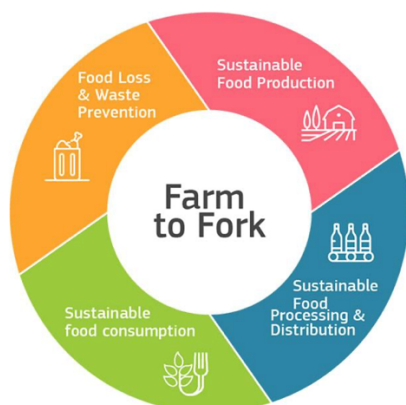 Food Loss
& Waste
Prevention
Sustainable
Food Production
Farm
to Fork
Sustainable
Food
Processing &
Distribution
Sustainable
food consumption